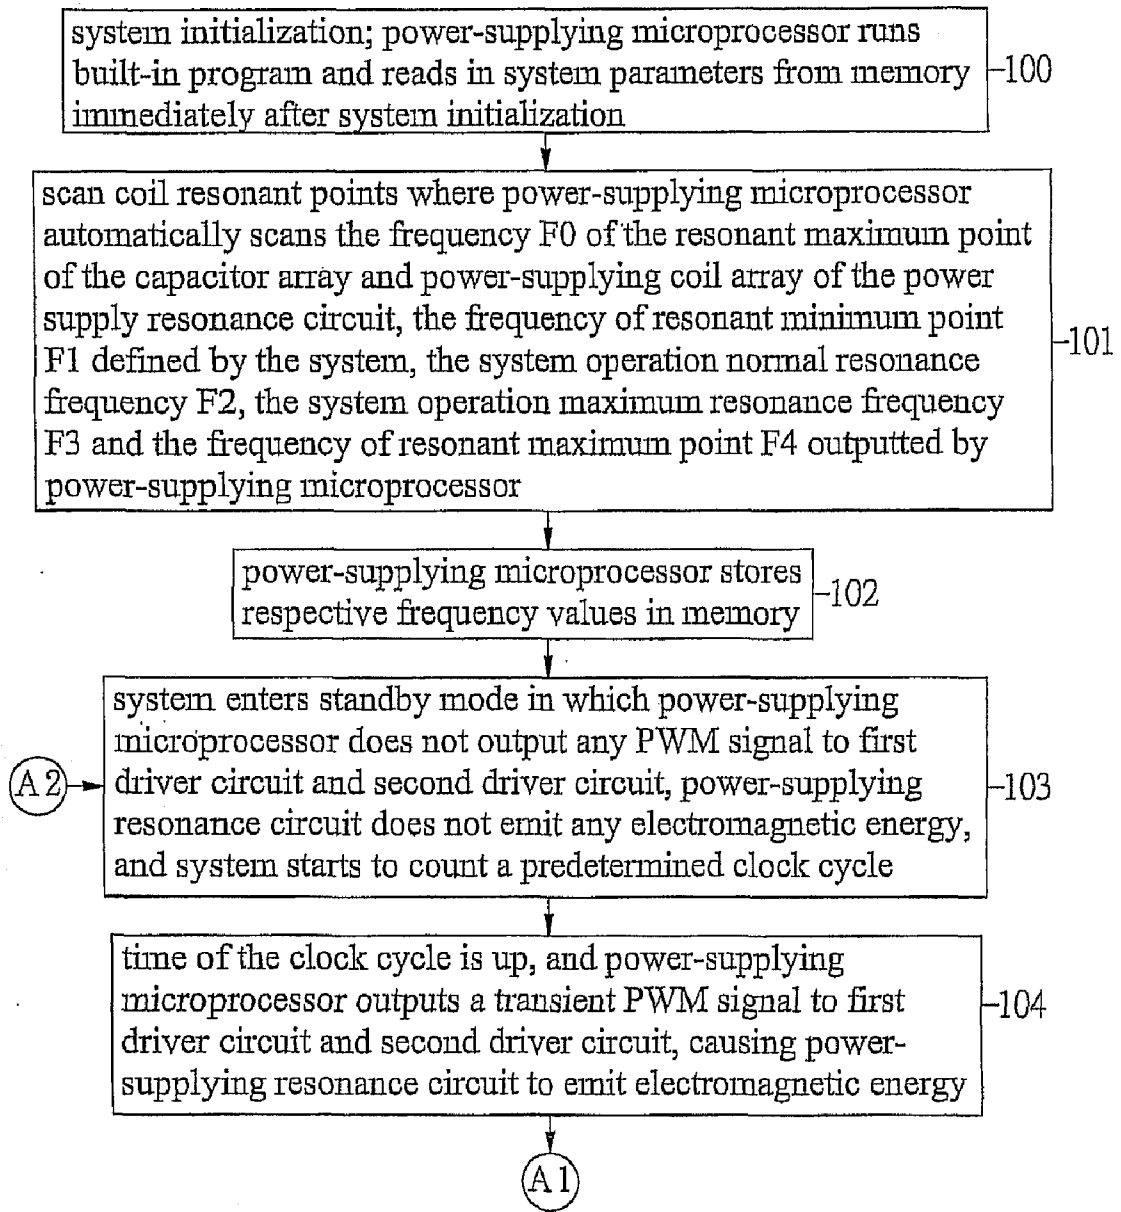 system initialization; power-supplying microprocessor runs
built-in program and reads in system parameters from memory
immediately after system initialization
100
scan coil resonant points where power-supplying microprocessor
automatically scans the frequency F0 of the resonant maximum point
of the capacitor array and power-supplying coil array of the power
supply resonance circuit, the frequency of resonant minimum point
F1 defined by the system, the system operation normal resonance
frequency F2, the system operation maximum resonance frequency
F3 and the frequency of resonant maximum point F4 outputted by
power-supplying microprocessor
101
power-supplying microprocessor stores
respective frequency values in memory
102
system enters standby mode in which power-supplying
microprocessor does not output any PWM signal to first
driver circuit and second driver circuit, power-supplying
resonance circuit does not emit any electromagnetic energy,
and system starts to count a predetermined clock cycle
A2
103
time of the clock cycle is up, and power-supplying
microprocessor outputs a transient PWM signal to first
driver circuit and second driver circuit, causing power-
supplying resonance circuit to emit electromagnetic energy
104
A1